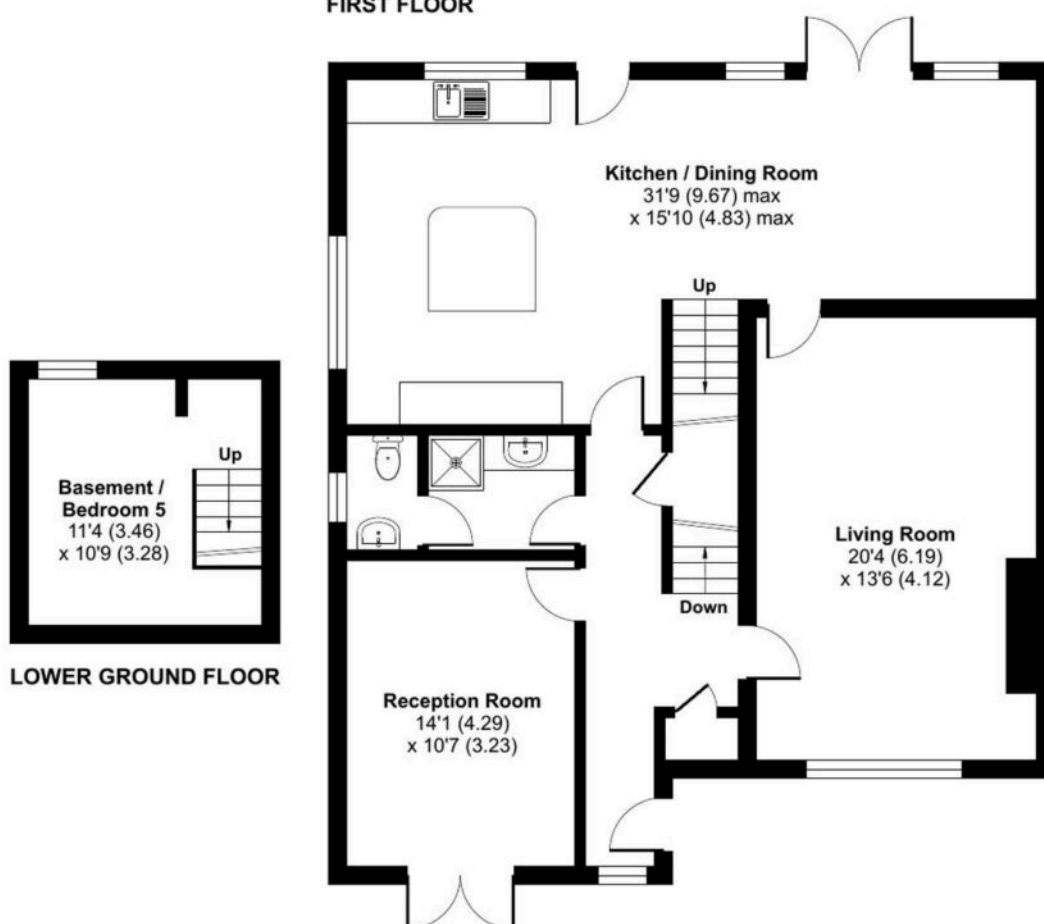 FIRST FLOOR
Kitchen / Dining Room
31'9 (9.67) max
x 15'10 (4.83) max
Up
Up
Basement /
Bedroom 5
11'4 (3.46)
x 10'9 (3.28)
LOWER GROUND FLOOR
Living Room
20'4 (6.19)
x 13'6 (4.12)
Down
Reception Room
14'1 (4.29)
x 10'7 (3.23)